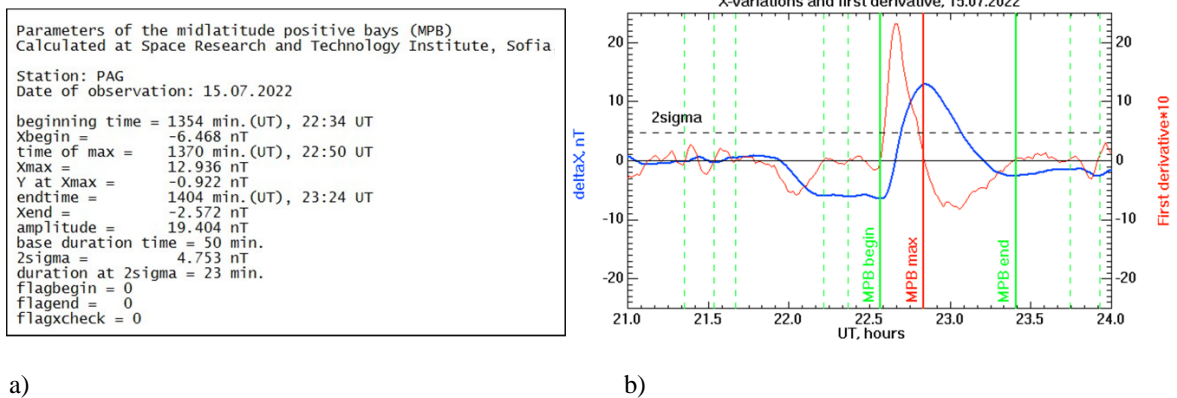 Parameters of the midlatitude positive bays (MPB)
Calculated at Space Research and Technology Institute, Sofia
Station: PAG
Date of observation: 15.07.2022
beginning time = 1354 min.(UT), 22:34 UT
Xbegin = -6.468 nT
time of max = 1370 min.(UT), 22:50 UT
Xmax = 12.936 nT
Y at Xmax = -0.922 nT
endtime = 1404 min.(UT), 23:24 UT
Xend = -2.572 nT
amplitude = 19.404 nT
base duration time = 50 min.
2sigma = 4.753 nT
duration at 2sigma = 23 min.
flagbegin = 0
flagend = 0
flagxcheck = 0
X-variations and first derivative, 15.07.2022
20
10
0
-10
-20
deltaX, nT
2sigma
MPB begin
MPB max
MPB end
20
10
0
-10
-20
First derivative*10
21.0 21.5 22.0 22.5 23.0 23.5 24.0
UT, hours
a) b)